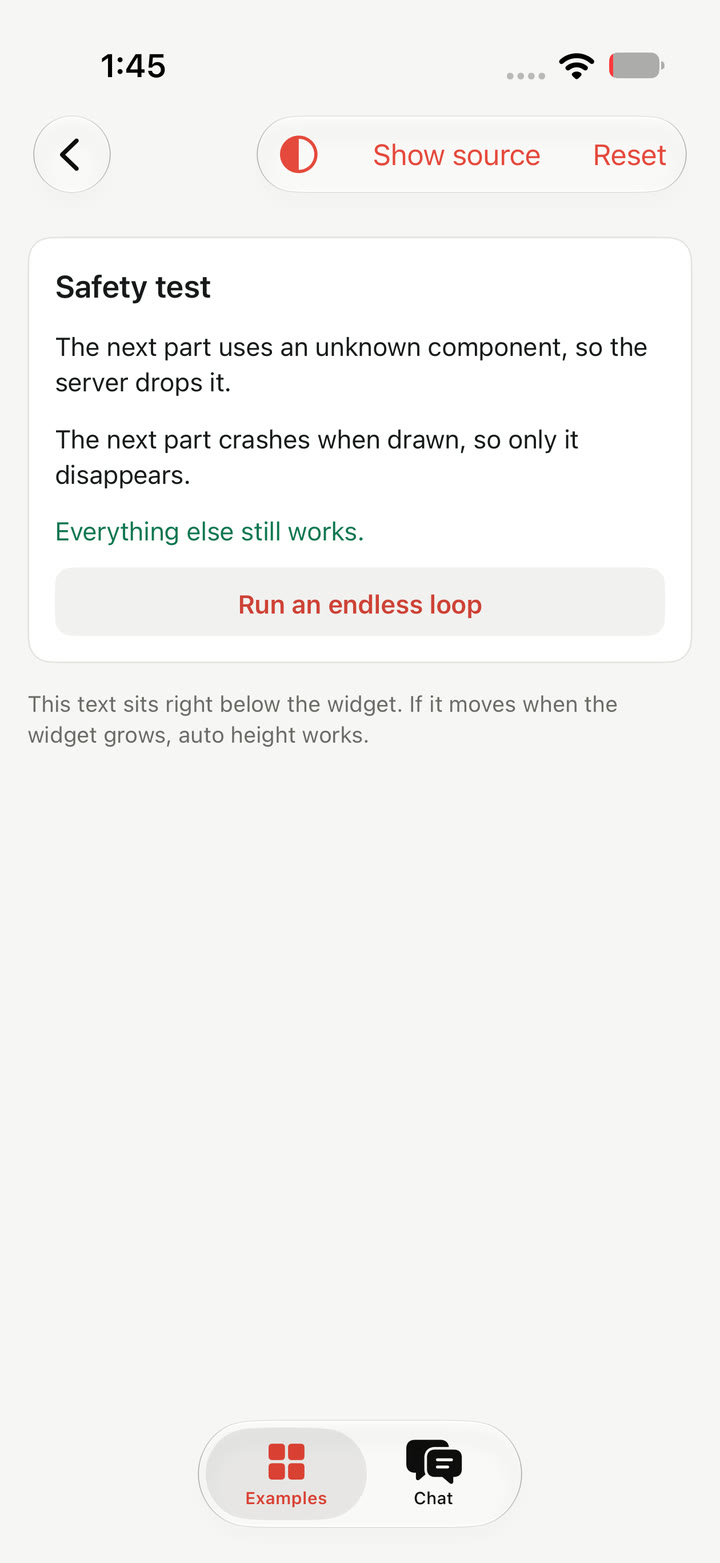 1:45
Show source
Reset
Safety test
The next part uses an unknown component, so the
server drops it.
The next part crashes when drawn, so only it
disappears.
Everything else still works.
Run an endless loop
This text sits right below the widget. If it moves when the
widget grows, auto height works.
Examples
Chat